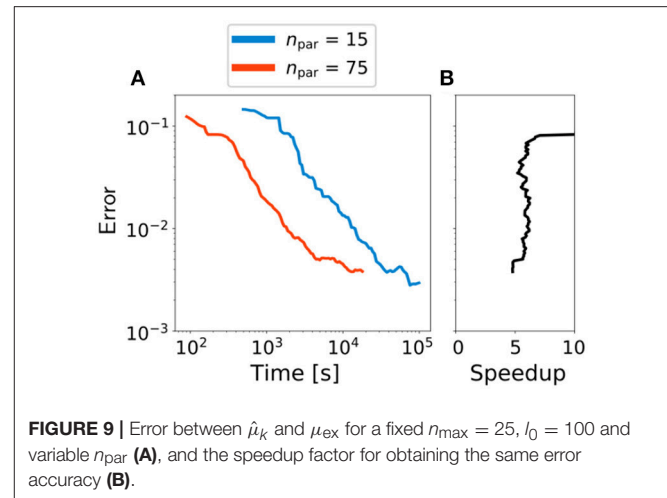 n_par = 15
n_par = 75
A
B
Error
10^-1
10^-2
10^-3
10^2
10^3
10^4
10^5
Time [s]
0
5
10
Speedup
FIGURE 9 | Error between μ̂_k and μ_ex for a fixed n_max = 25, l_0 = 100 and
variable n_par (A), and the speedup factor for obtaining the same error
accuracy (B).